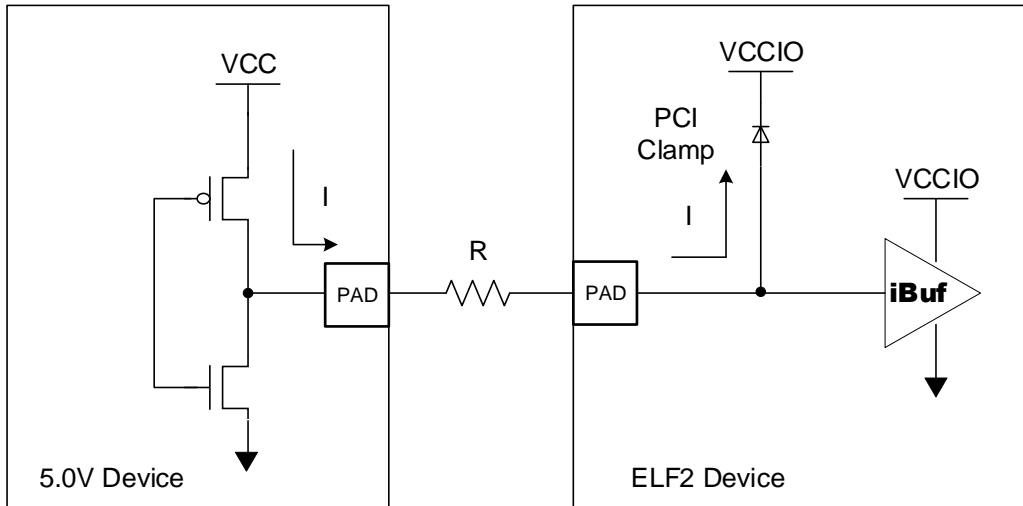 VCC
I
PAD
5.0V Device
R
VCCIO
PCI
Clamp
I
VCCIO
PAD
iBuf
ELF2 Device